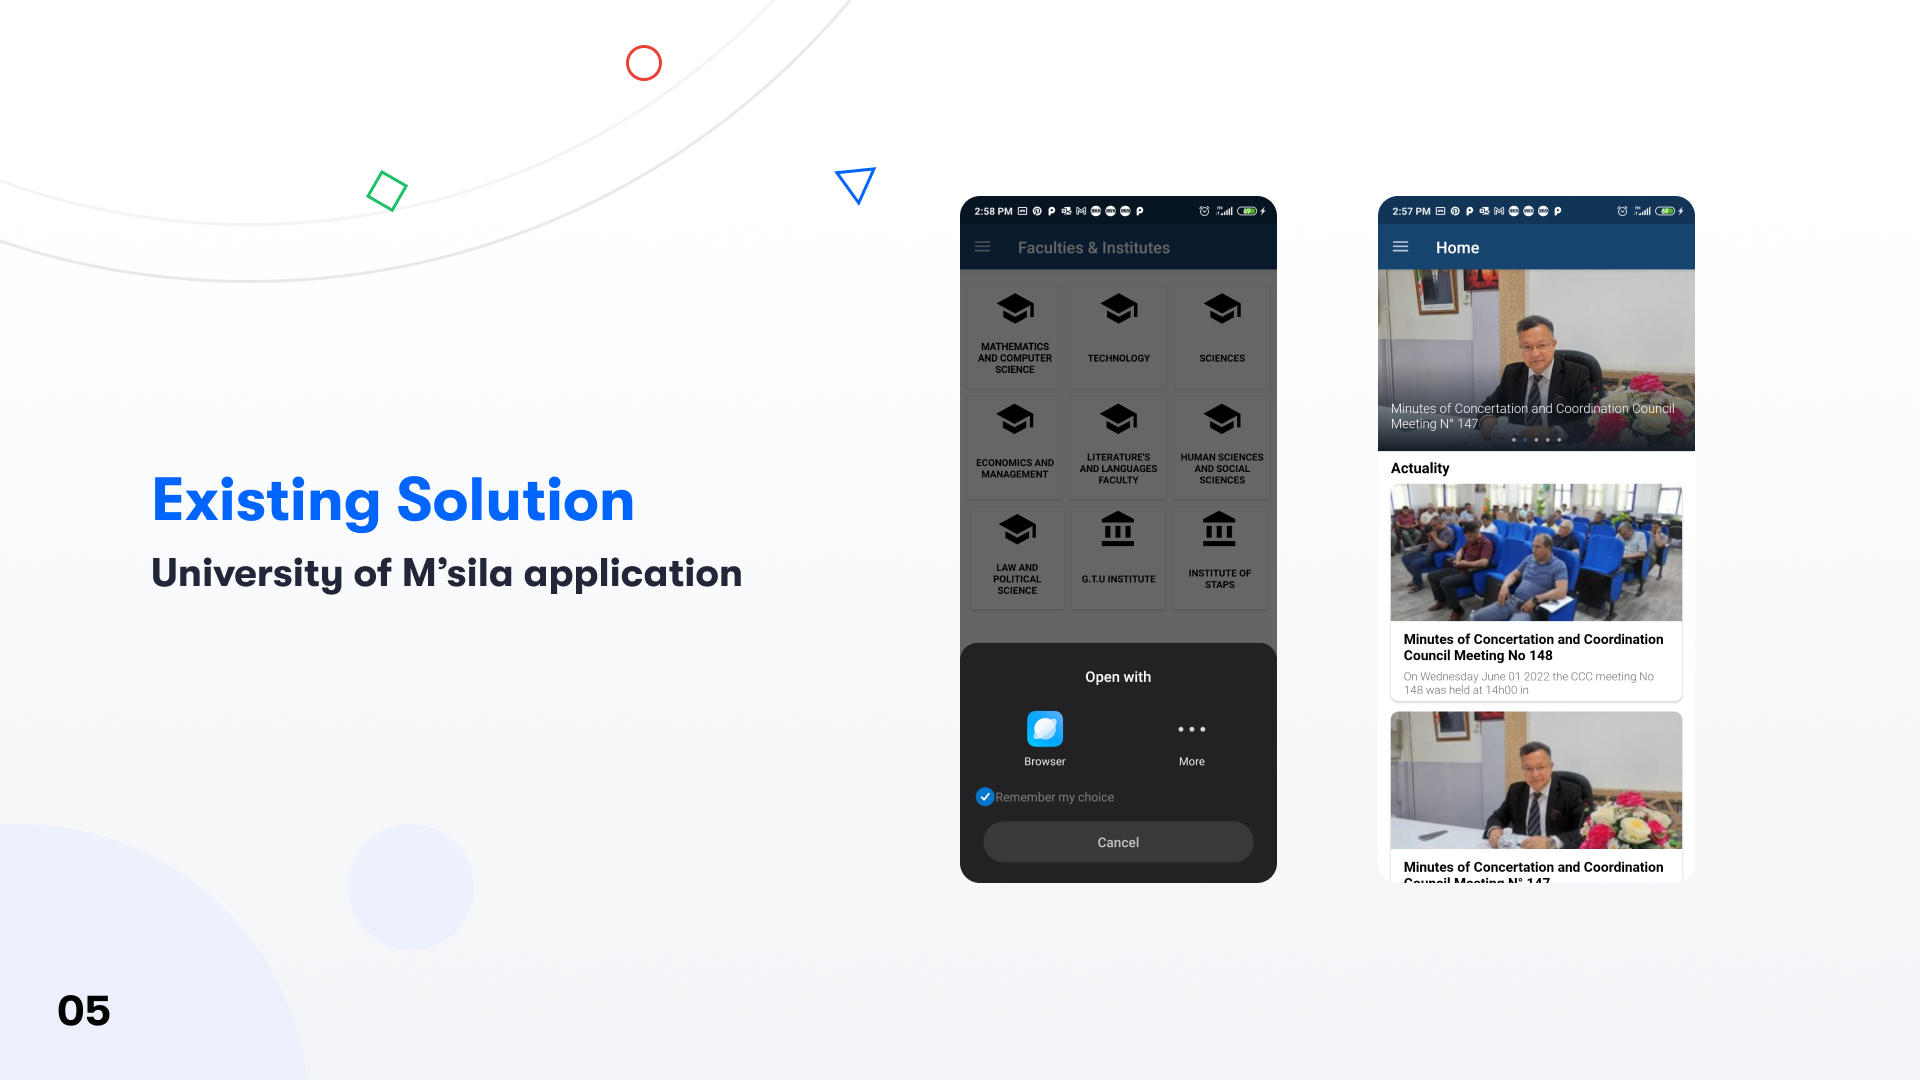 Existing Solution
University of M’sila application
05
2:58 PM
Faculties & Institutes
MATHEMATICS
AND COMPUTER
SCIENCE
TECHNOLOGY
SCIENCES
ECONOMICS AND
MANAGEMENT
LITERATURE'S
AND LANGUAGES
FACULTY
HUMAN SCIENCES
AND SOCIAL
SCIENCES
LAW AND
POLITICAL
SCIENCE
G.T.U INSTITUTE
INSTITUTE OF
STAPS
Open with
Browser
More
Remember my choice
Cancel
2:57 PM
Home
Minutes of Concertation and Coordination Council
Meeting N° 147
Actuality
Minutes of Concertation and Coordination
Council Meeting No 148
On Wednesday June 01 2022 the CCC meeting No
148 was held at 14h00 in
Minutes of Concertation and Coordination
Council Meeting N° 147